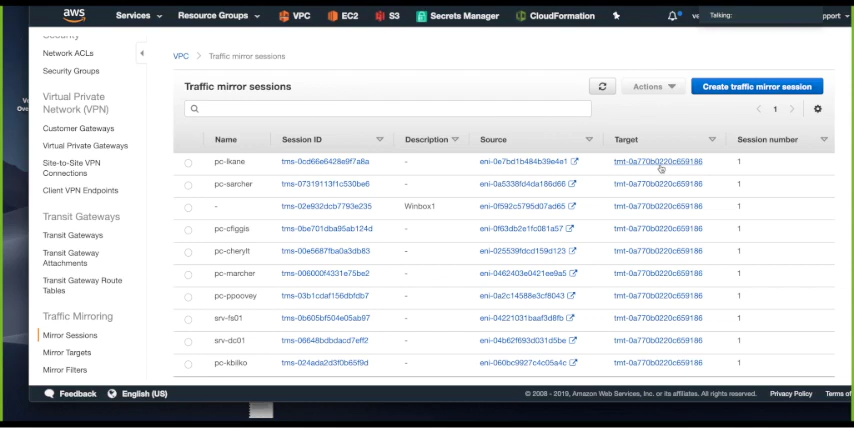 aws Services Resource Groups VPC EC2 S3 Secrets Manager CloudFormation Talking: pport
Security
Network ACLs
Security Groups
Virtual Private
Network (VPN)
Customer Gateways
Virtual Private Gateways
Site-to-Site VPN
Connections
Client VPN Endpoints
Transit Gateways
Transit Gateways
Transit Gateway
Attachments
Transit Gateway Route
Tables
Traffic Mirroring
Mirror Sessions
Mirror Targets
Mirror Filters
VPC > Traffic mirror sessions
Traffic mirror sessions Actions Create traffic mirror session
1
Name Session ID Description Source Target Session number
pc-lkane tms-0cd66e6428e9f7a8a - eni-0e7bd1b484b39e4e1 tmt-0a770b0220c659186 1
pc-sarcher tms-07319113f1c530be6 - eni-0a5338fd4da186d66 tmt-0a770b0220c659186 1
- tms-02e932dcb7793e235 Winbox1 eni-0f592c5795d07ad65 tmt-0a770b0220c659186 1
pc-cfiggis tms-0be701dba95ab124d - eni-0f63db2e1fc081a57 tmt-0a770b0220c659186 1
pc-cherylt tms-00e5687fba0a3db83 - eni-025539fdcd159d123 tmt-0a770b0220c659186 1
pc-marcher tms-006000f4331e75be2 - eni-0462403e0421ee9a5 tmt-0a770b0220c659186 1
pc-ppoovey tms-03b1cdaf156dbfdb7 - eni-0a2c14588e3cf8043 tmt-0a770b0220c659186 1
srv-fs01 tms-0b605bf504e05ab97 - eni-04221031baaf3d8fb tmt-0a770b0220c659186 1
srv-dc01 tms-06648bdbdacd7eff2 - eni-04b62f693d031d5be tmt-0a770b0220c659186 1
pc-kbilko tms-024ada2d3f0b65f9d - eni-060bc9927c4c05a4c tmt-0a770b0220c659186 1
Feedback English (US) © 2008 - 2019, Amazon Web Services, Inc. or its affiliates. All rights reserved. Privacy Policy Terms of